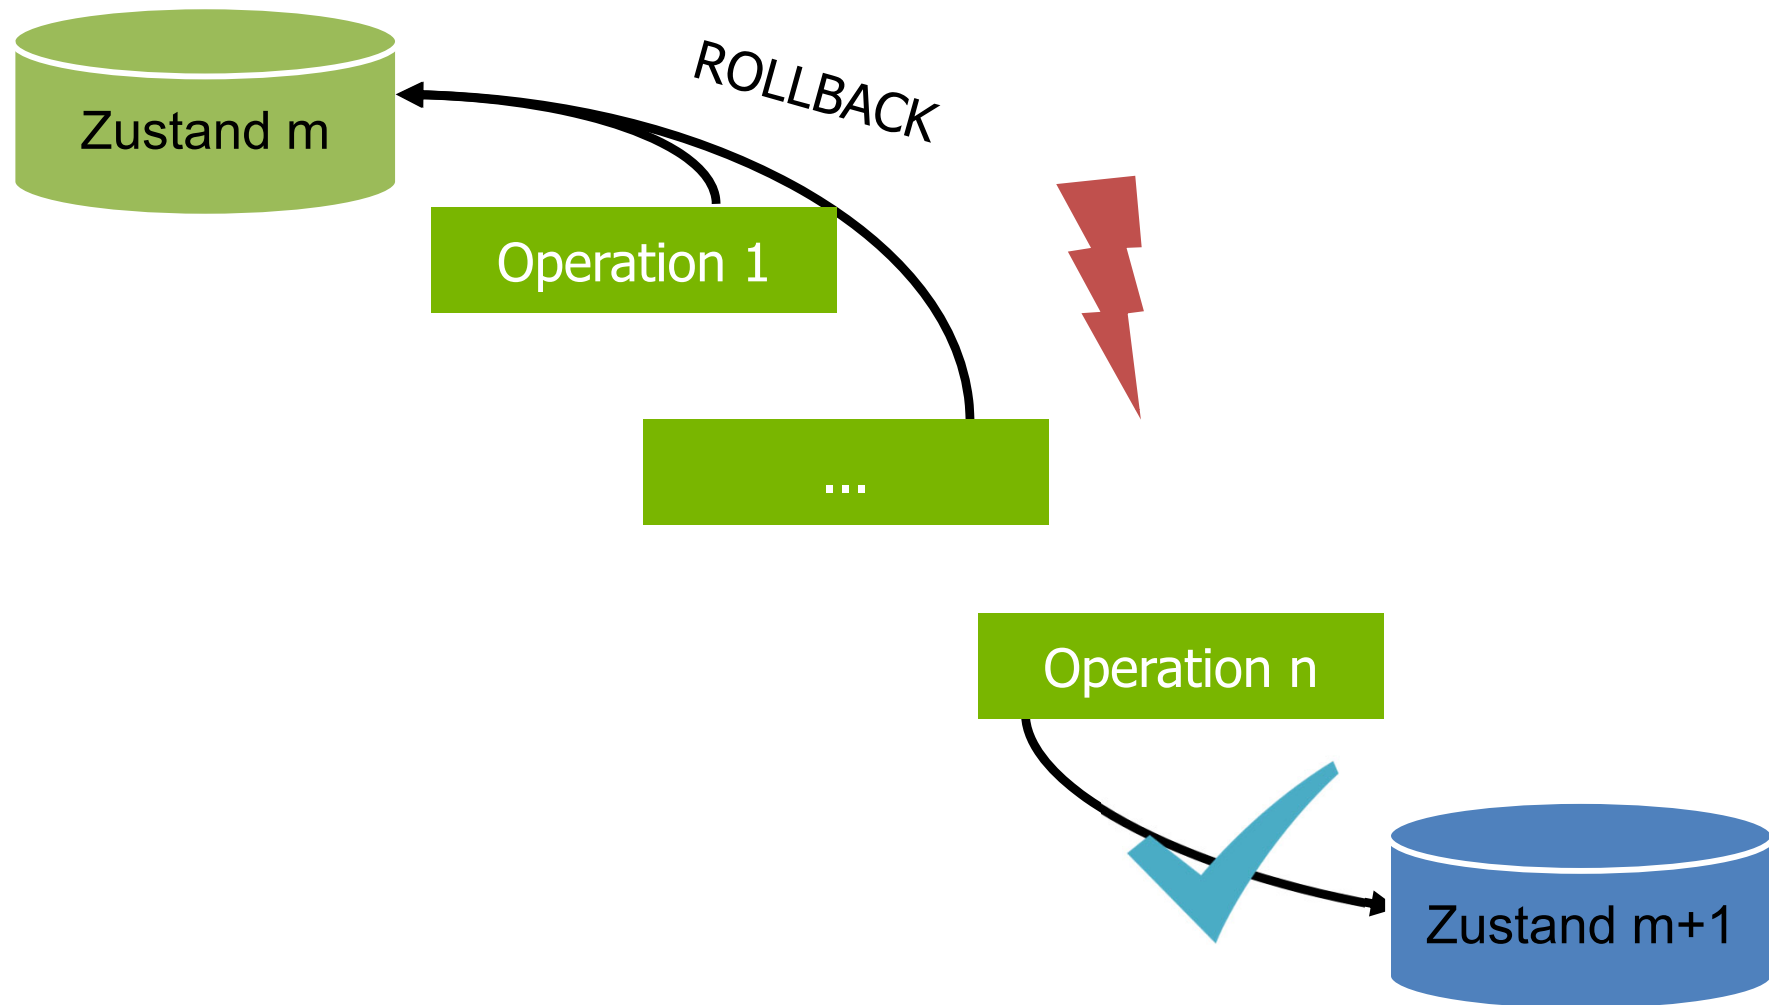 Zustand m
ROLLBACK
Operation 1
...
Operation n
Zustand m+1